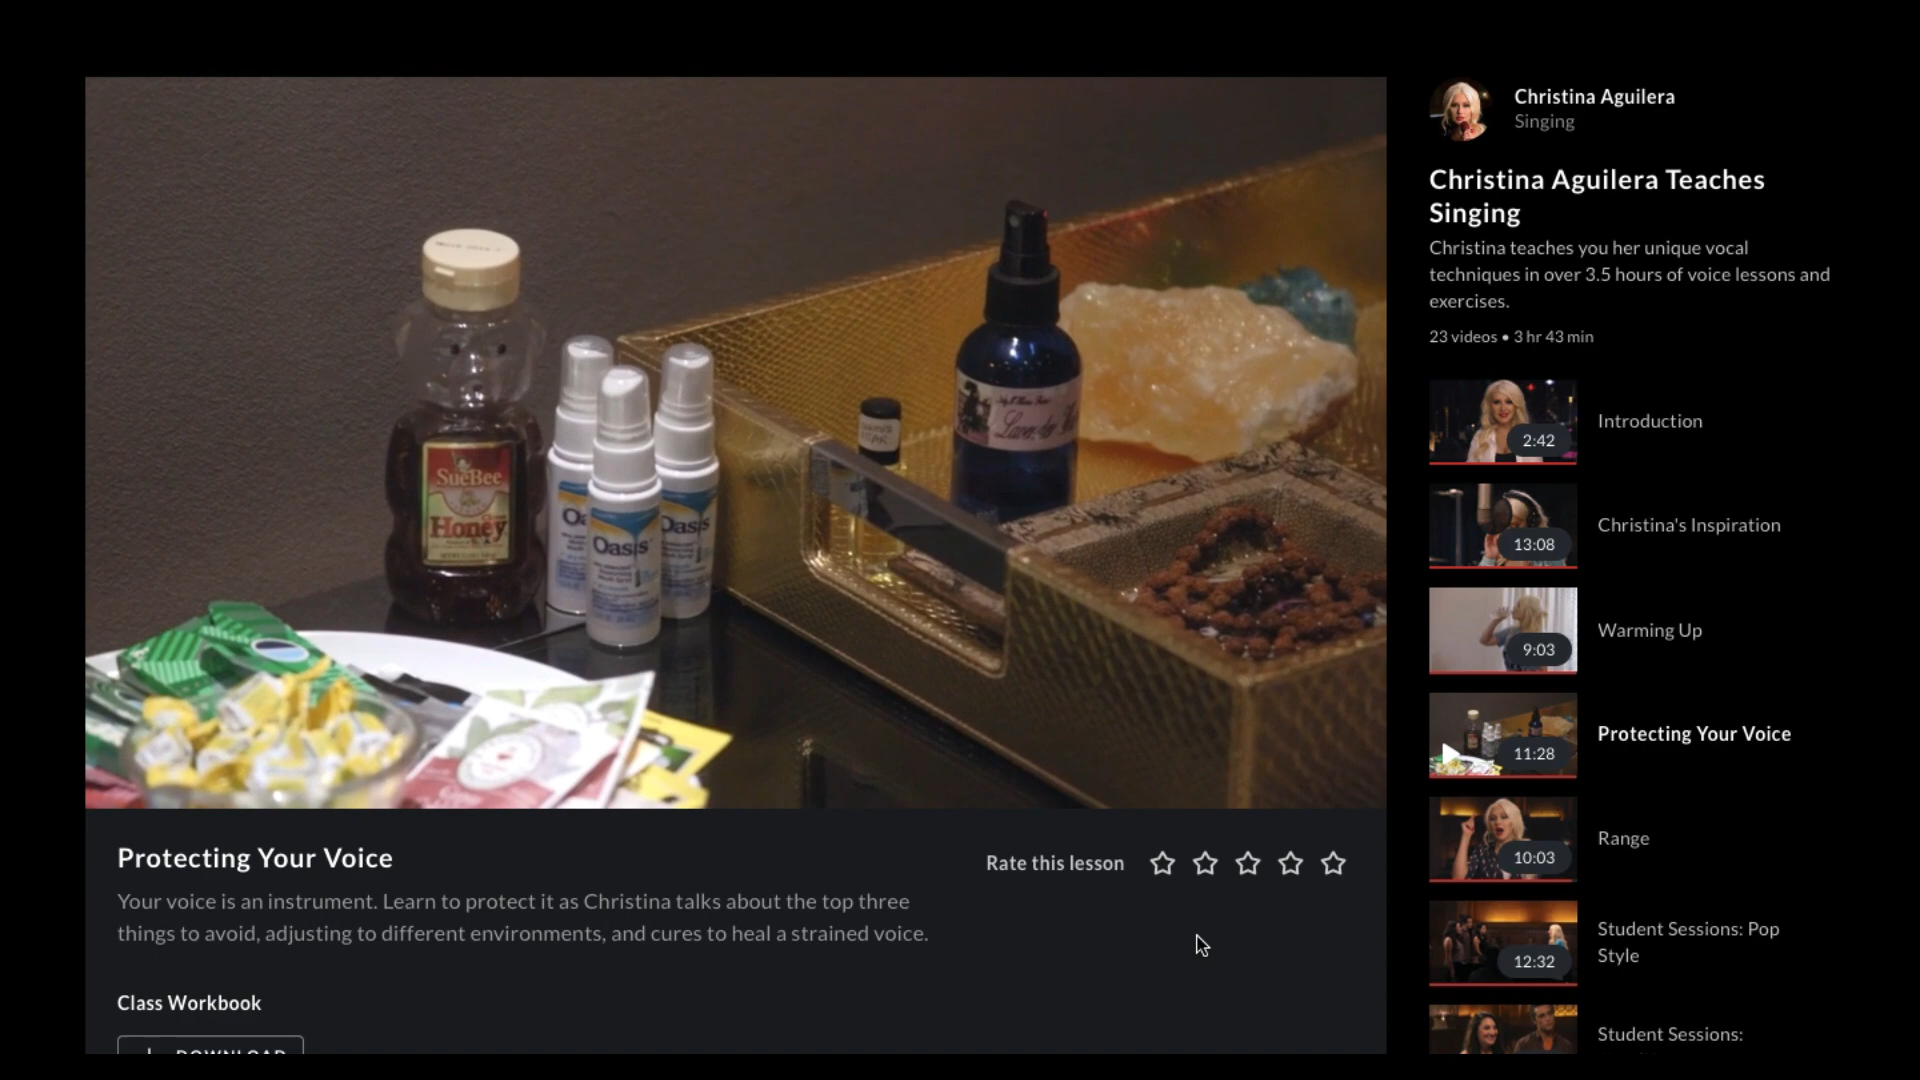 SueBee
Honey
Oasis
Oasis
Protecting Your Voice
Your voice is an instrument. Learn to protect it as Christina talks about the top three
things to avoid, adjusting to different environments, and cures to heal a strained voice.
Rate this lesson
Class Workbook
DOWNLOAD
Christina Aguilera
Singing
Christina Aguilera Teaches
Singing
Christina teaches you her unique vocal
techniques in over 3.5 hours of voice lessons and
exercises.
23 videos • 3 hr 43 min
2:42
Introduction
13:08
Christina's Inspiration
9:03
Warming Up
11:28
Protecting Your Voice
10:03
Range
12:32
Student Sessions: Pop
Style
Student Sessions: